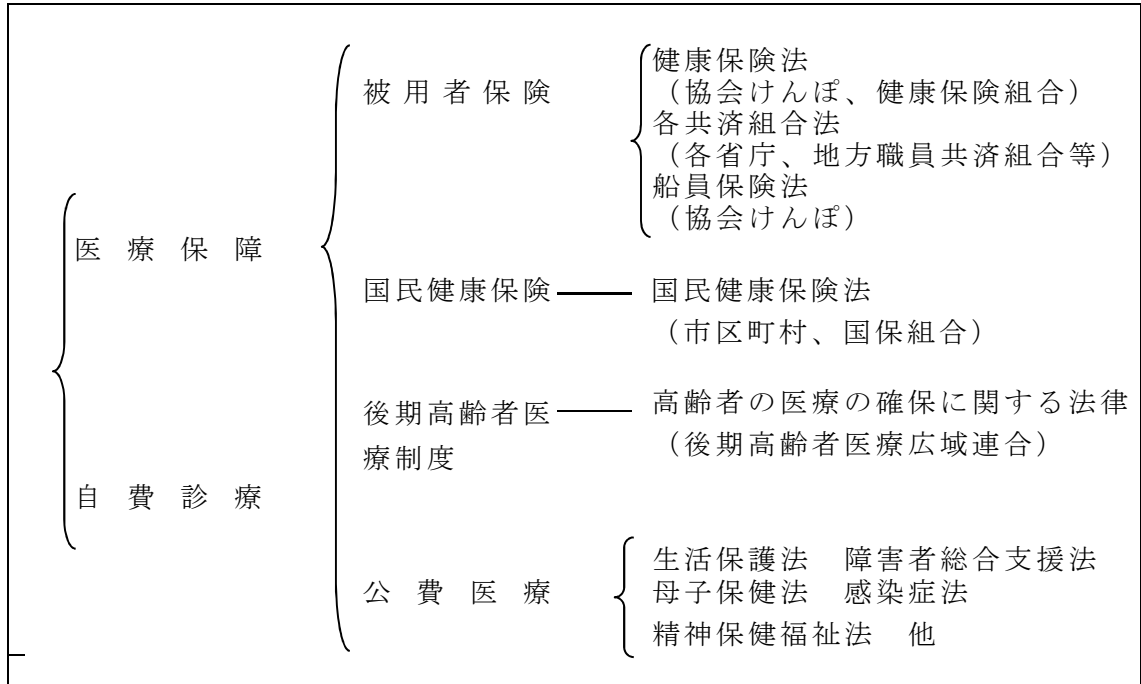 医療保障
自費診療
被用者保険
健康保険法
（協会けんぽ、健康保険組合）
各共済組合法
（各省庁、地方職員共済組合等）
船員保険法
（協会けんぽ）
国民健康保険
国民健康保険法
（市区町村、国保組合）
後期高齢者医
療制度
高齢者の医療の確保に関する法律
（後期高齢者医療広域連合）
公費医療
生活保護法　障害者総合支援法
母子保健法　感染症法
精神保健福祉法　他